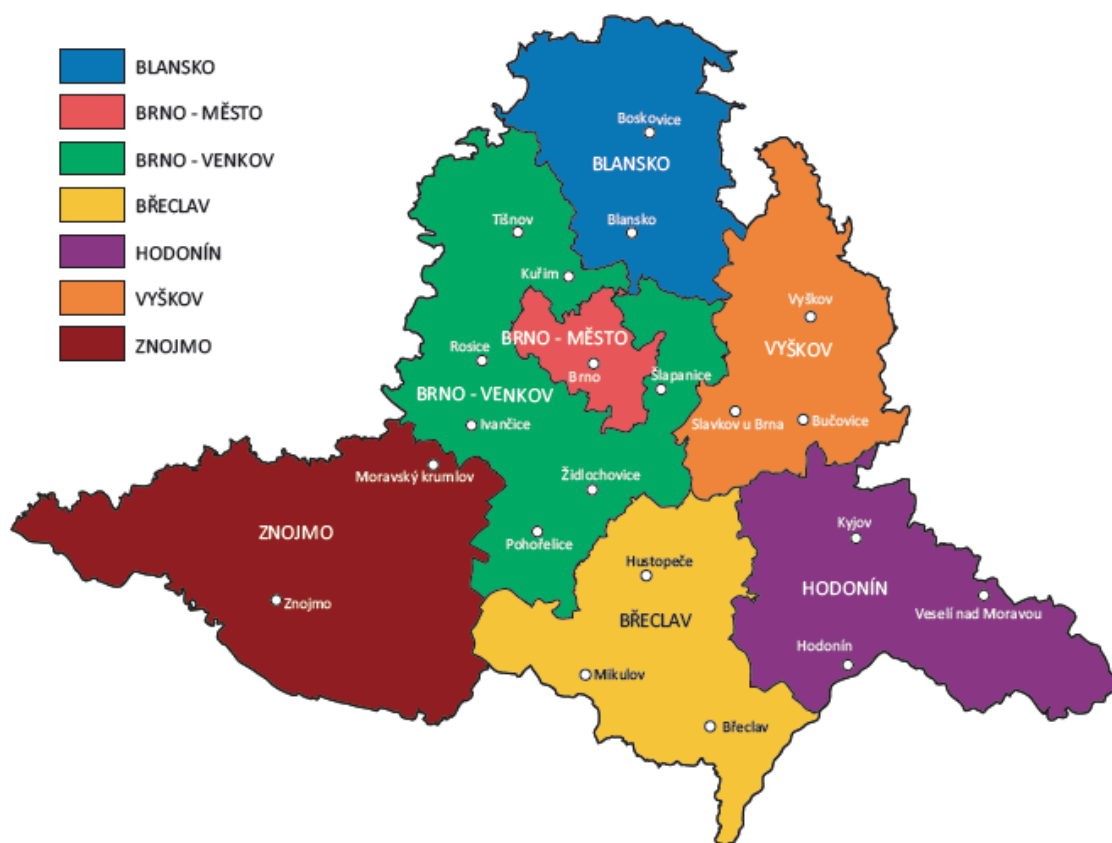 BLANSKO
BRNO - MĚSTO
BRNO - VENKOV
BŘECLAV
HODONÍN
VYŠKOV
ZNOJMO
Boskovice
BLANSKO
Blansko
Tišnov
Kuřim
Vyškov
VYŠKOV
BRNO - MĚSTO
Brno
Rosice
Šlapanice
BRNO - VENKOV
Ivančice
Slavkov u Brna
Bučovice
Moravský krumlov
Židlochovice
ZNOJMO
Pohořelice
Kyjov
Hustopeče
HODONÍN
Znojmo
Veselí nad Moravou
BŘECLAV
Hodonín
Mikulov
Břeclav